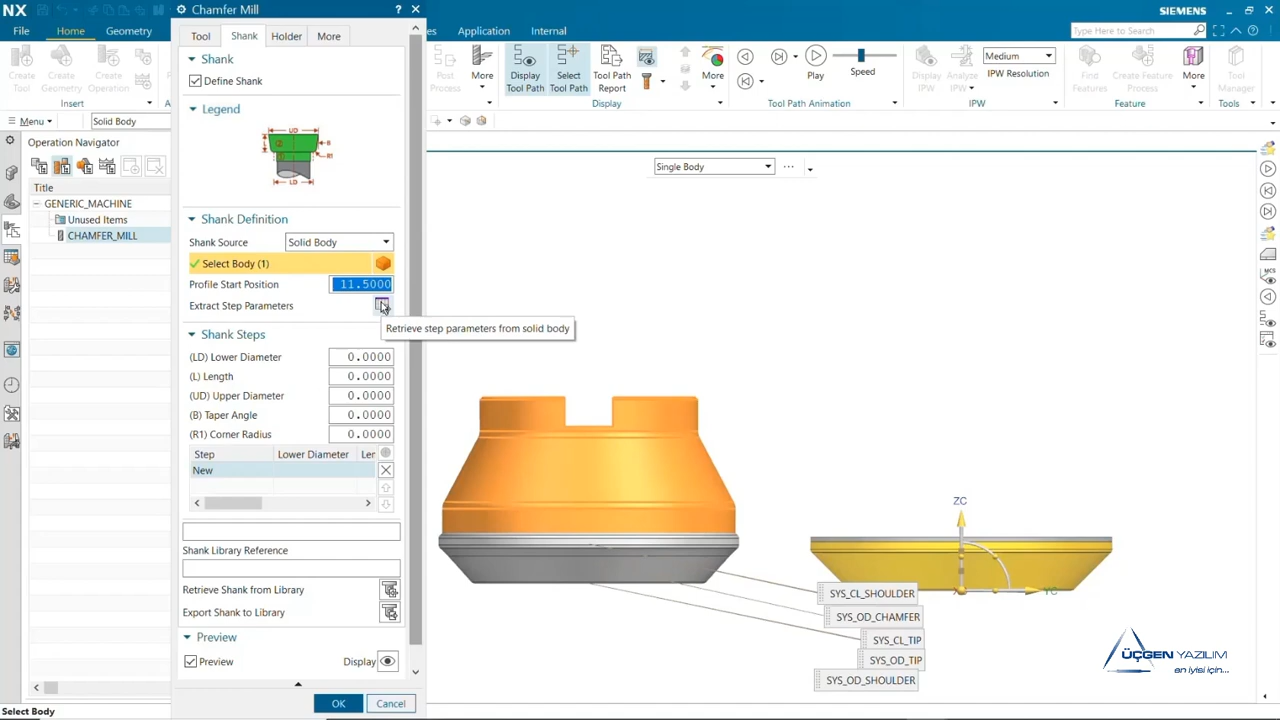 NX
Chamfer Mill
?
SIEMENS
File
Home
Geometry
es
Application
Internal
Type here to Search
Tool
Shank
Holder
More
Create Tool
Create Geometry
Create Operation
Insert
Post Process
More
Display Tool Path
Select Tool Path
Tool Path Report
Display
More
Play
Speed
Tool Path Animation
Display IPW
Analyze IPW
Medium
IPW Resolution
IPW
Find Features
Create Feature Process
More
Feature
Tool Manager
Tools
Menu
Solid Body
Single Body
Operation Navigator
Title
GENERIC_MACHINE
Unused Items
CHAMFER_MILL
Shank
Define Shank
Legend
UD
L
B
R1
LD
Shank Definition
Shank Source
Solid Body
Select Body (1)
Profile Start Position
11.5000
Extract Step Parameters
Retrieve step parameters from solid body
Shank Steps
(LD) Lower Diameter
0.0000
(L) Length
0.0000
(UD) Upper Diameter
0.0000
(B) Taper Angle
0.0000
(R1) Corner Radius
0.0000
Step
Lower Diameter
Len
New
Shank Library Reference
Retrieve Shank from Library
Export Shank to Library
Preview
Preview
Display
OK
Cancel
ZC
YC
SYS_CL_SHOULDER
SYS_OD_CHAMFER
SYS_CL_TIP
SYS_OD_TIP
SYS_OD_SHOULDER
MCS
ÜÇGEN YAZILIM
en iyisi için...
Select Body